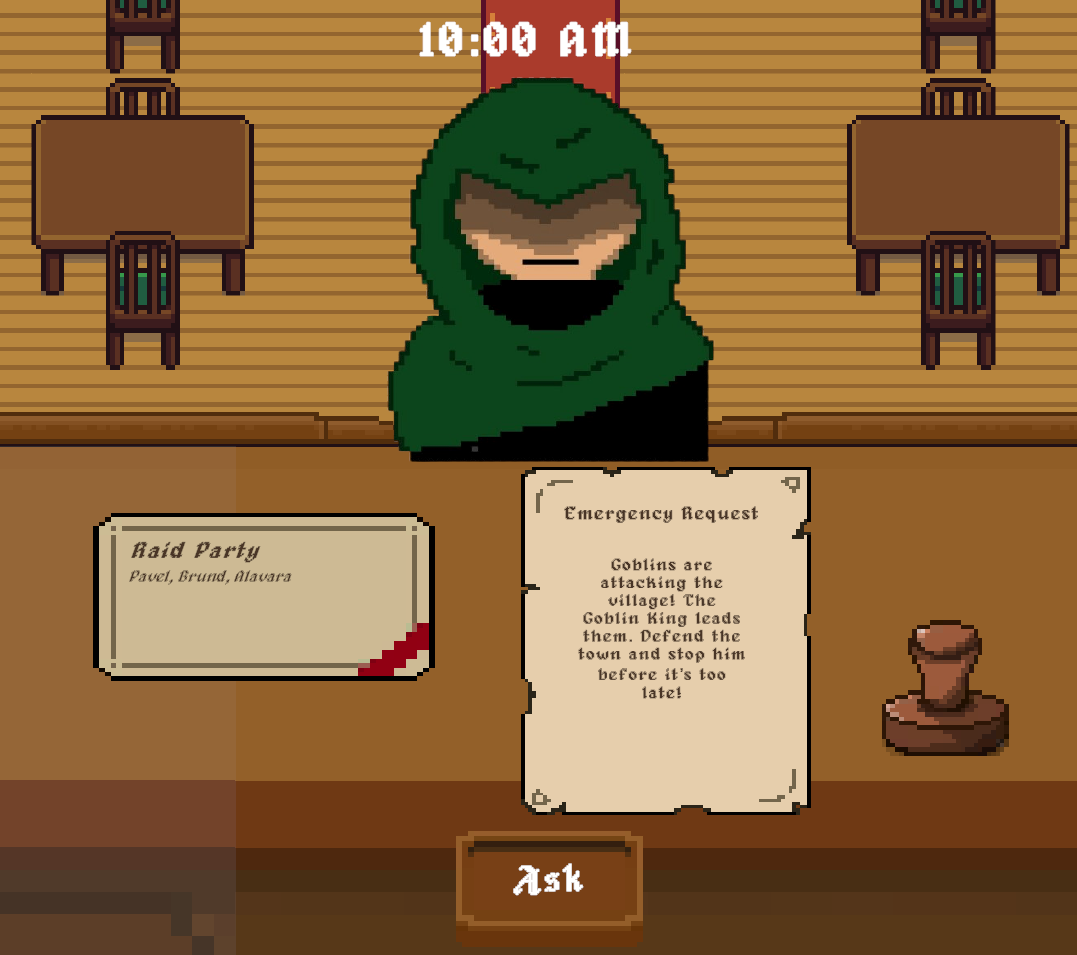 10:00 AM
Raid Party
Pavel, Brund, Alavara
Emergency Request
Goblins are
attacking the
village! The
Goblin King leads
them. Defend the
town and stop him
before it's too
late!
Ask